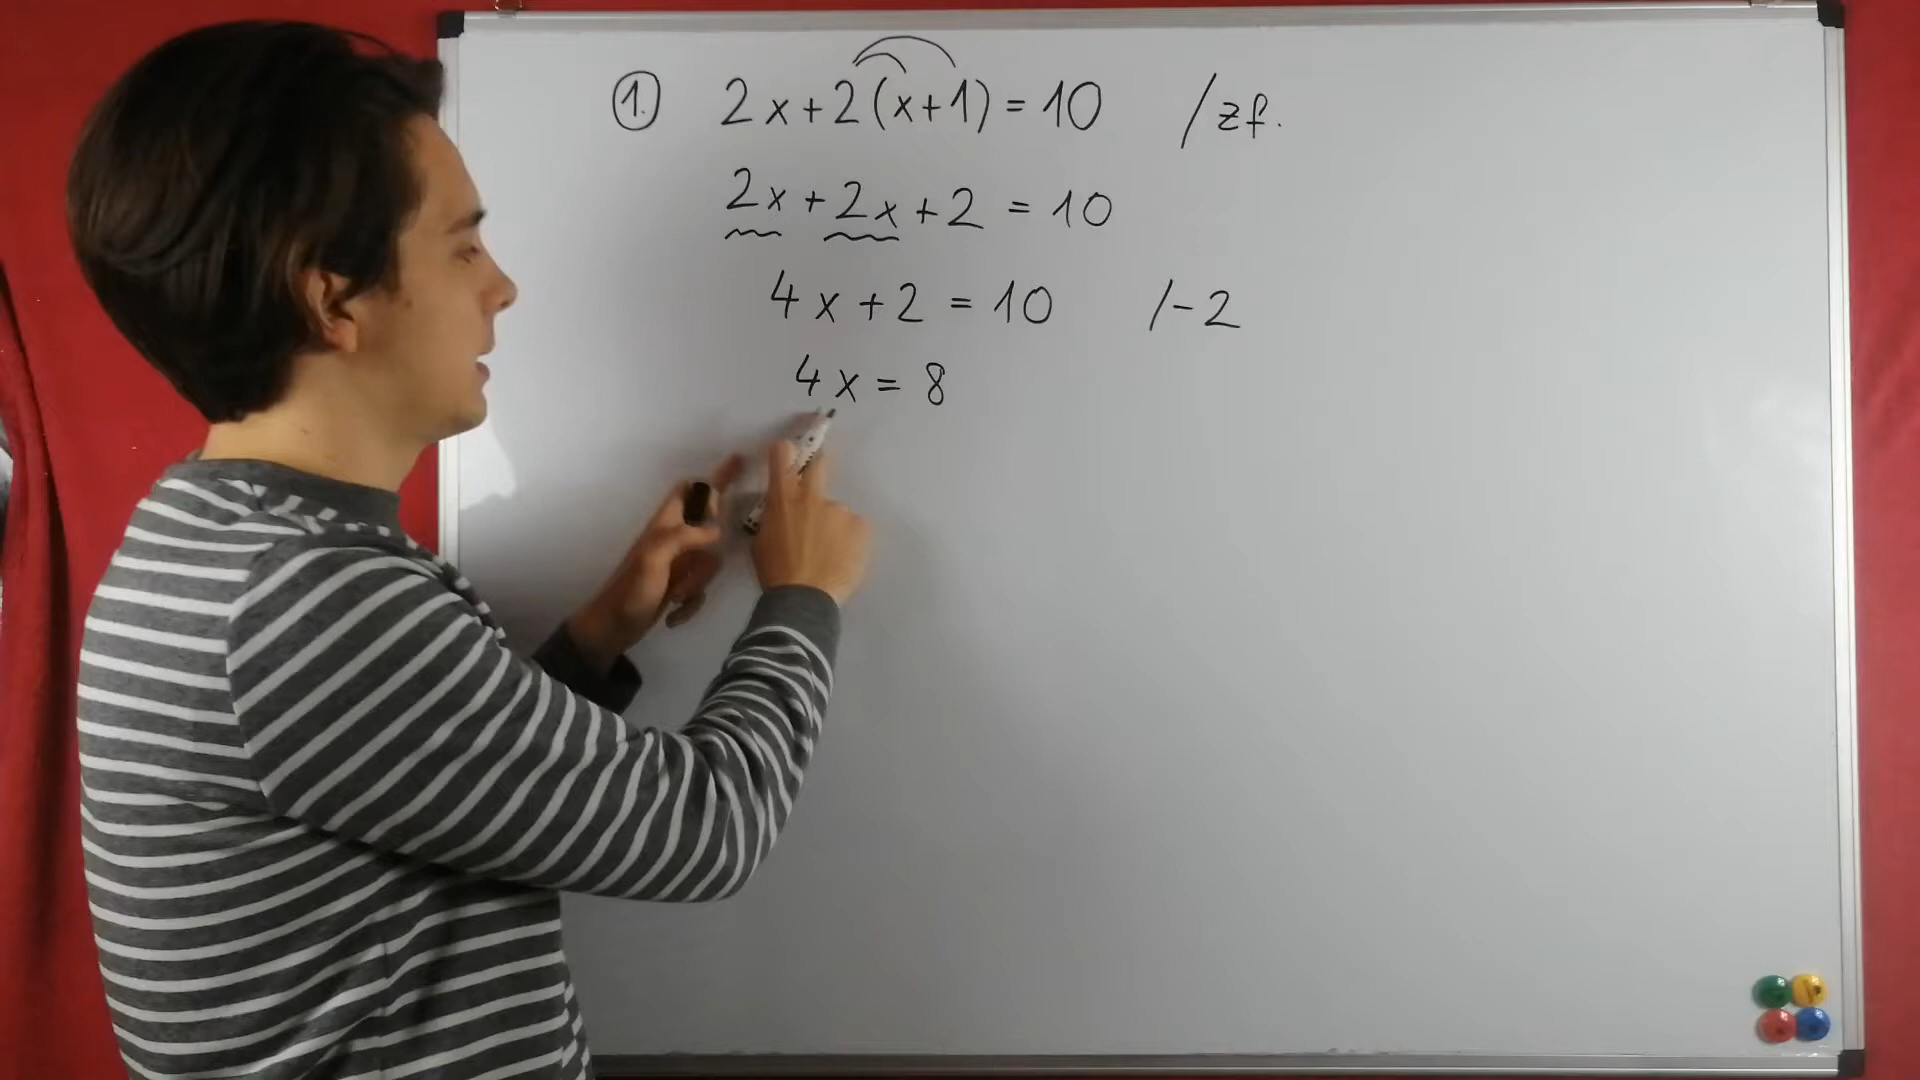 1. 2x+2(x+1)=10 /zf.
2x+2x+2=10
4x+2=10 /-2
4x=8